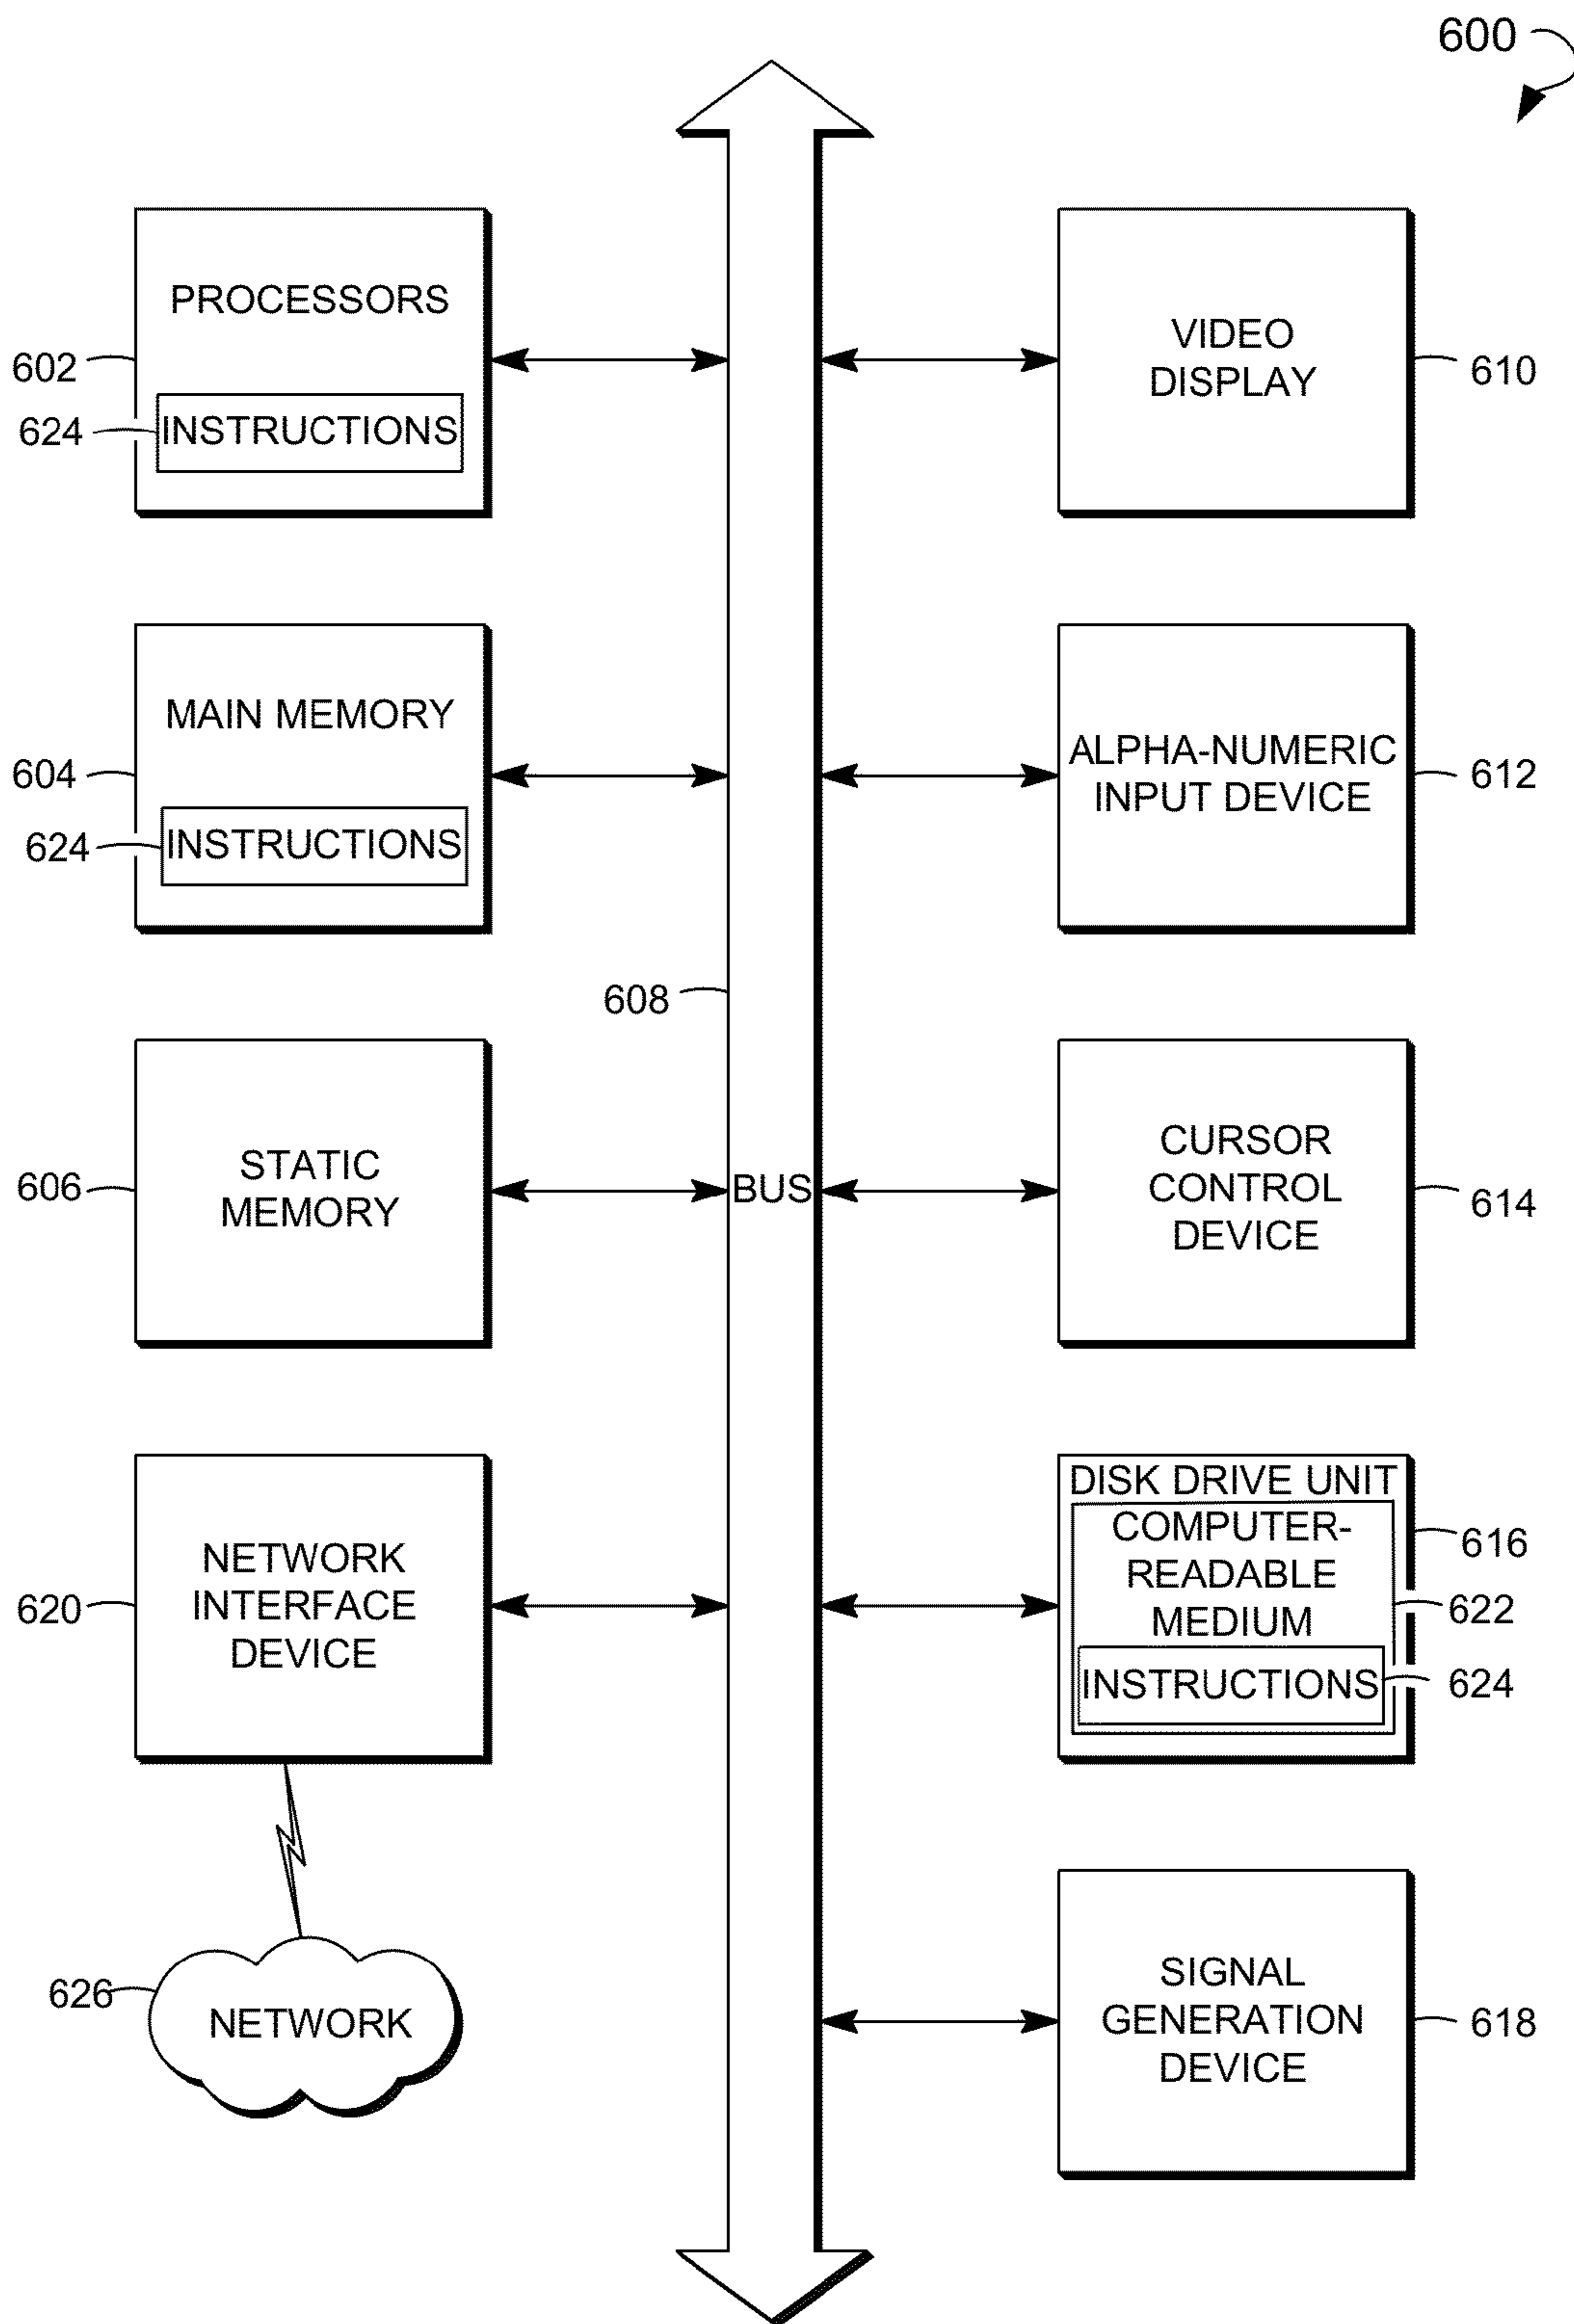 600
PROCESSORS
602
624
INSTRUCTIONS
VIDEO
DISPLAY
610
MAIN MEMORY
604
624
INSTRUCTIONS
ALPHA-NUMERIC
INPUT DEVICE
612
608
STATIC
MEMORY
606
BUS
CURSOR
CONTROL
DEVICE
614
NETWORK
INTERFACE
DEVICE
620
DISK DRIVE UNIT
COMPUTER-
READABLE
MEDIUM
INSTRUCTIONS
616
622
624
626
NETWORK
SIGNAL
GENERATION
DEVICE
618